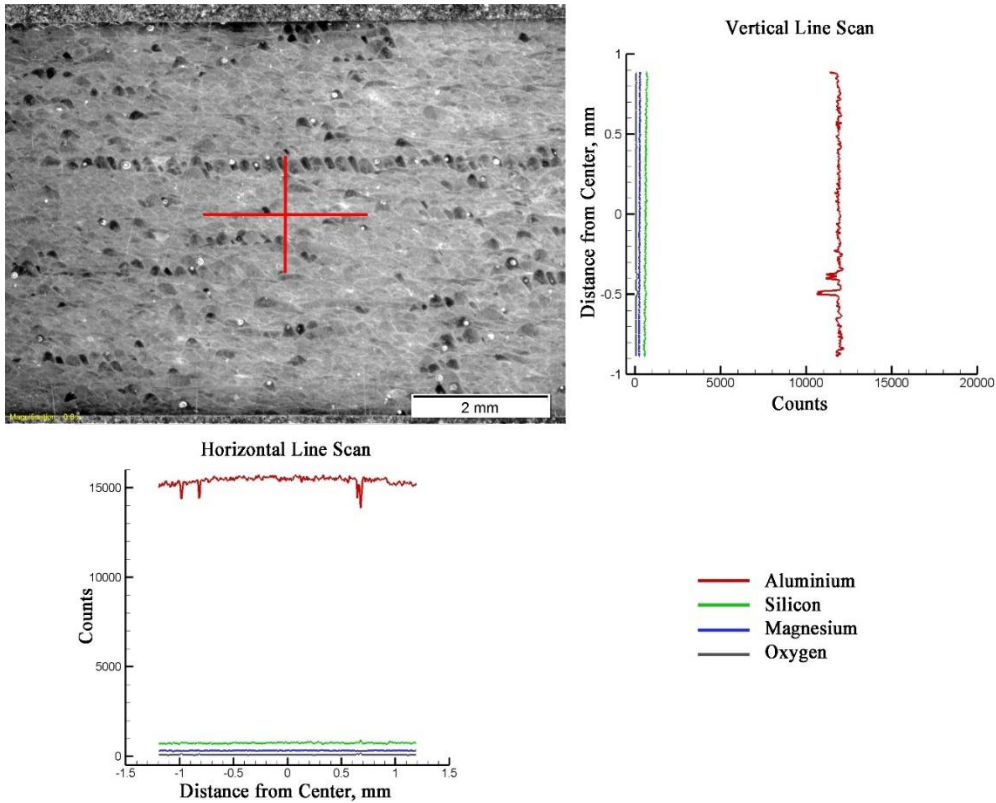 Vertical Line Scan
1
0.5
0
-0.5
-1
Distance from Center, mm
0
5000
10000
15000
20000
Counts
2 mm
Horizontal Line Scan
15000
10000
5000
0
Counts
-1.5
-1
-0.5
0
0.5
1
1.5
Distance from Center, mm
Aluminium
Silicon
Magnesium
Oxygen